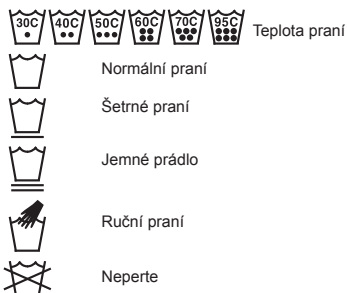 30C 40C 50C 60C 70C 95C Teplota praní
Normální praní
Šetrné praní
Jemné prádlo
Ruční praní
Neperte